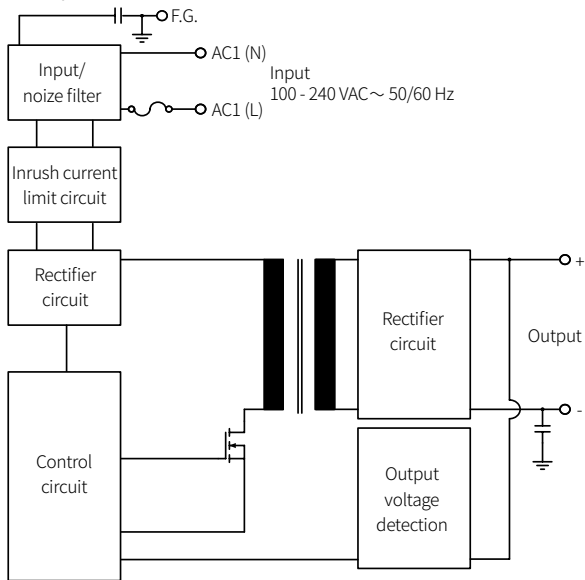 F.G.
AC1 (N)
Input/
noize filter
Input
100 - 240 VAC～ 50/60 Hz
AC1 (L)
Inrush current
limit circuit
Rectifier
circuit
+
Rectifier
circuit
Output
-
Control
circuit
Output
voltage
detection